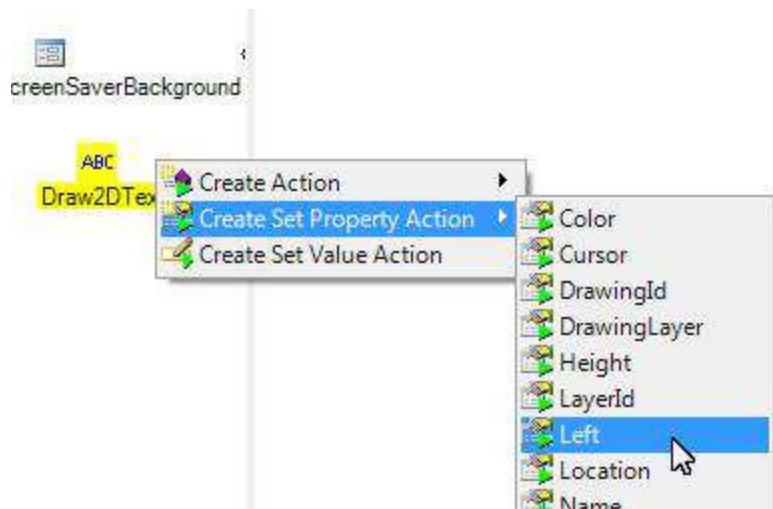 creenSaverBackground
ABC
Draw2DTex
Create Action
Create Set Property Action
Create Set Value Action
Color
Cursor
DrawingId
DrawingLayer
Height
LayerId
Left
Location
Name